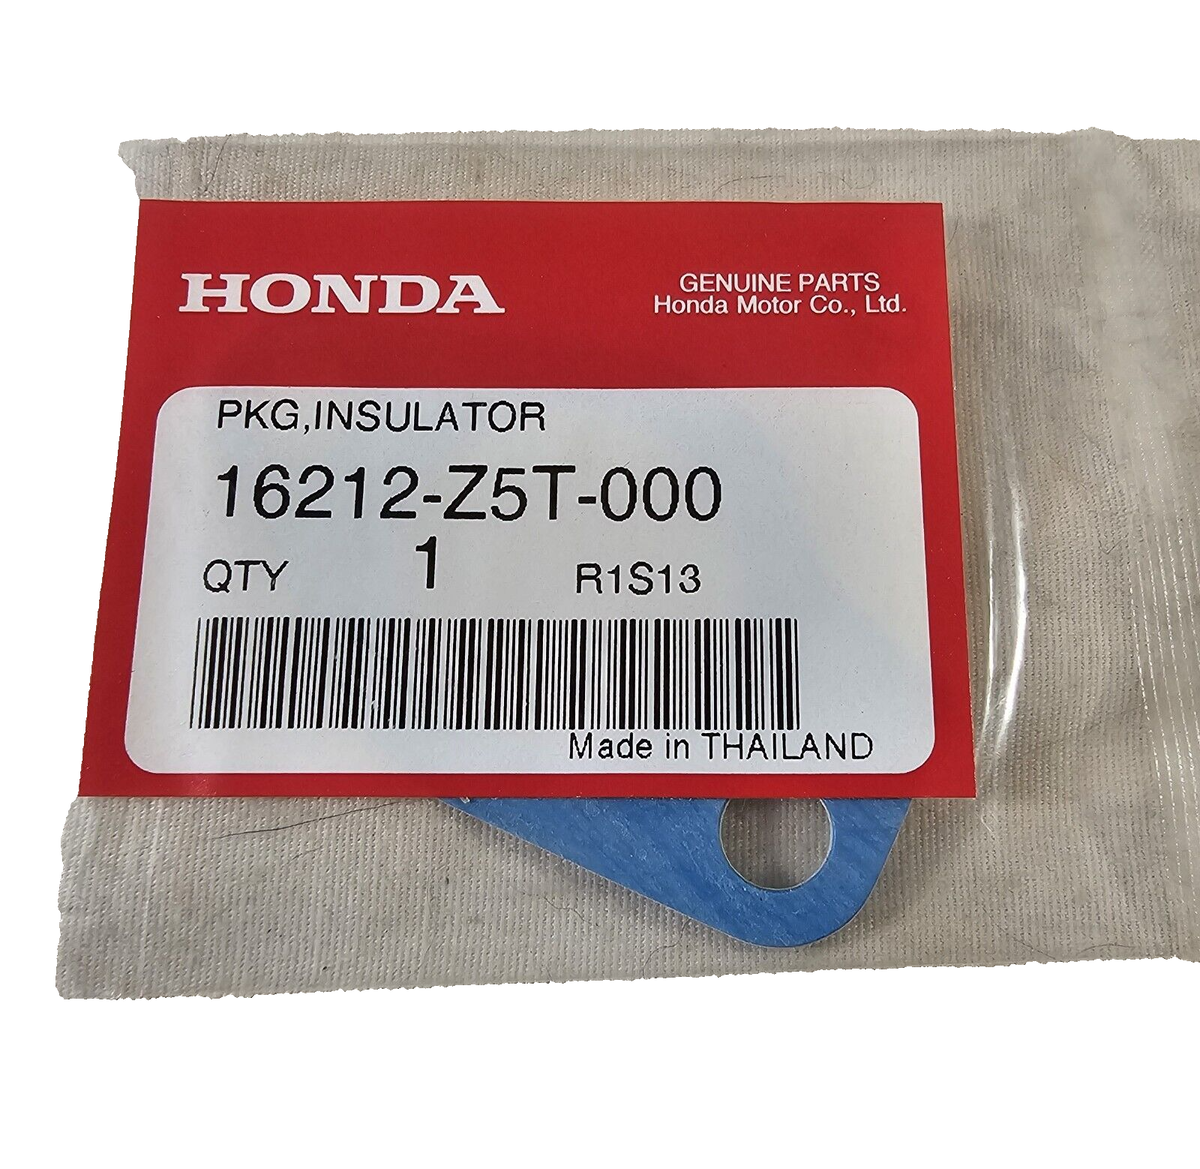 HONDA
GENUINE PARTS
Honda Motor Co., Ltd.
PKG,INSULATOR
16212-Z5T-000
QTY 1 R1S13
Made in THAILAND